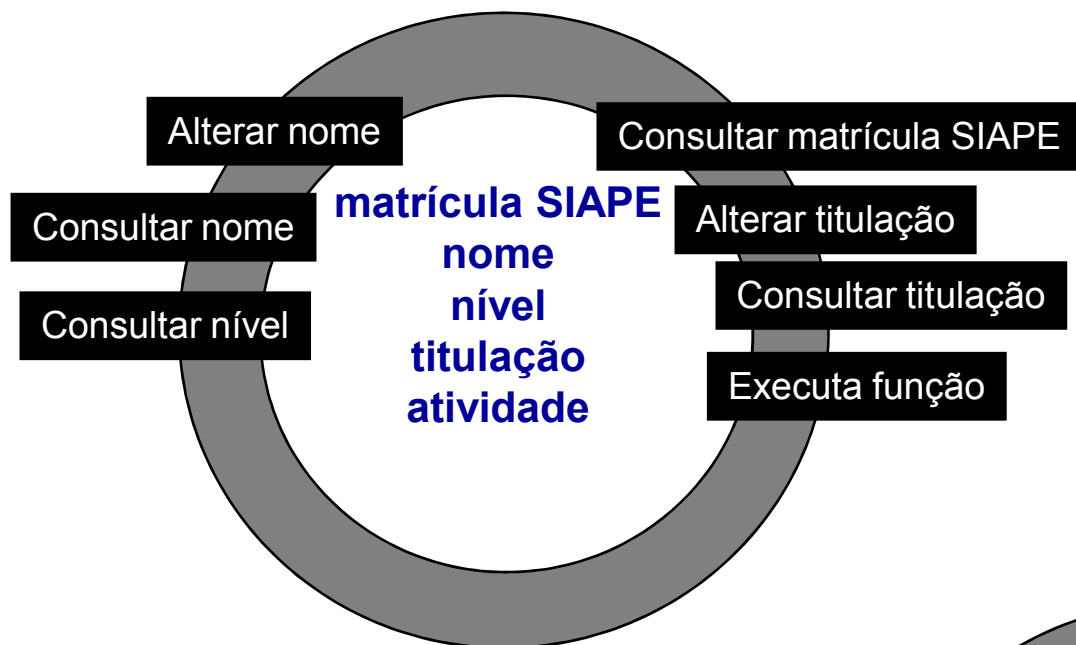 Alterar nome
Consultar nome
Consultar nível
matrícula SIAPE
nome
nível
titulação
atividade
Consultar matrícula SIAPE
Alterar titulação
Consultar titulação
Executa função